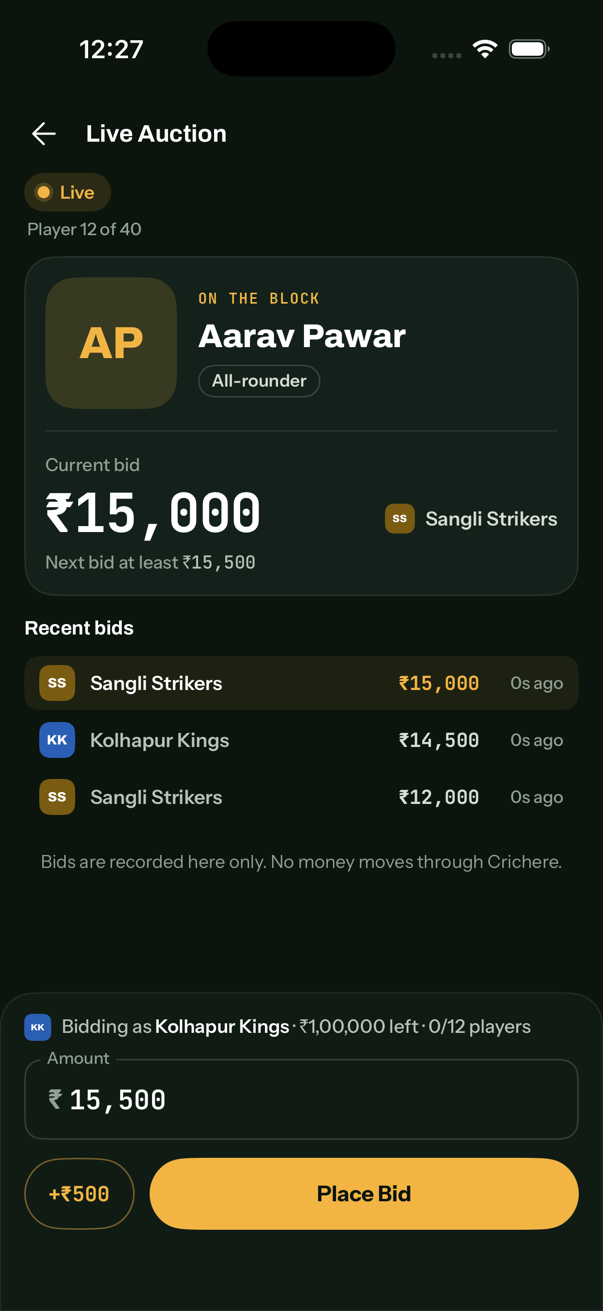 12:27
Live Auction
Live
Player 12 of 40
AP
ON THE BLOCK
Aarav Pawar
All-rounder
Current bid
₹15,000
SS Sangli Strikers
Next bid at least ₹15,500
Recent bids
SS Sangli Strikers ₹15,000 0s ago
KK Kolhapur Kings ₹14,500 0s ago
SS Sangli Strikers ₹12,000 0s ago
Bids are recorded here only. No money moves through Crichere.
KK Bidding as Kolhapur Kings · ₹1,00,000 left · 0/12 players
Amount
₹ 15,500
+₹500 Place Bid